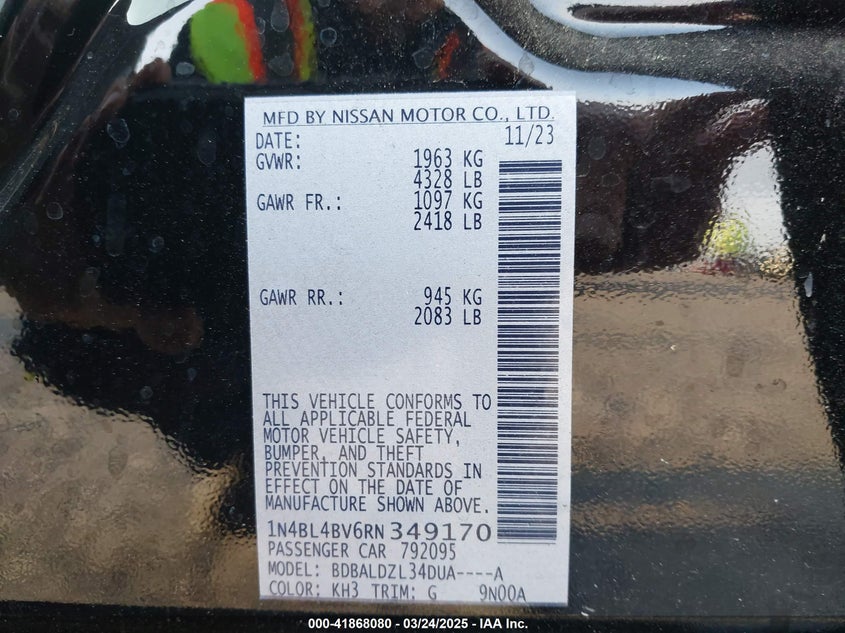 MFD BY NISSAN MOTOR CO., LTD.
DATE: 11/23
GVWR: 1963 KG
4328 LB
GAWR FR.: 1097 KG
2418 LB
GAWR RR.: 945 KG
2083 LB
THIS VEHICLE CONFORMS TO
ALL APPLICABLE FEDERAL
MOTOR VEHICLE SAFETY,
BUMPER, AND THEFT
PREVENTION STANDARDS IN
EFFECT ON THE DATE OF
MANUFACTURE SHOWN ABOVE.
1N4BL4BV6RN349170
PASSENGER CAR 792095
MODEL: BDBALDZL34DUA----A
COLOR: KH3 TRIM: G 9N00A
000-41868080 - 03/24/2025 - IAA Inc.